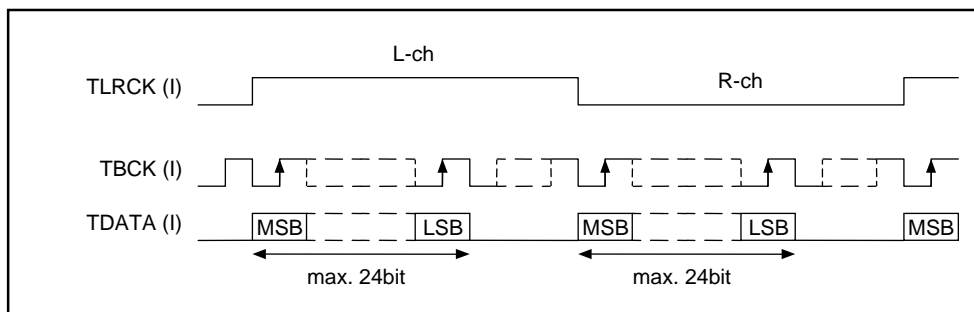 L-ch
R-ch
TLRCK (I)
TBCK (I)
TDATA (I)
MSB
LSB
MSB
LSB
MSB
max. 24bit
max. 24bit